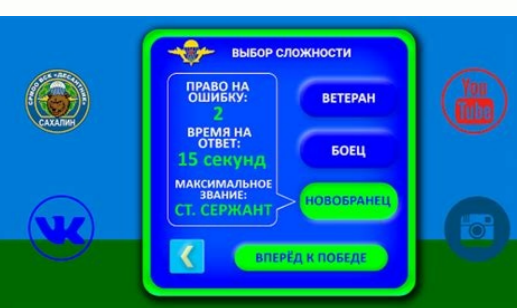 ВЫБОР СЛОЖНОСТИ
ПРАВО НА
ОШИБКУ:
2
ВРЕМЯ НА
ОТВЕТ:
15 секунд
МАКСИМАЛЬНОЕ
ЗВАНИЕ:
СТ. СЕРЖАНТ
ВЕТЕРАН
БОЕЦ
НОВОБРАНЕЦ
ВПЕРЁД К ПОБЕДЕ
САХАЛИН
You
Tube